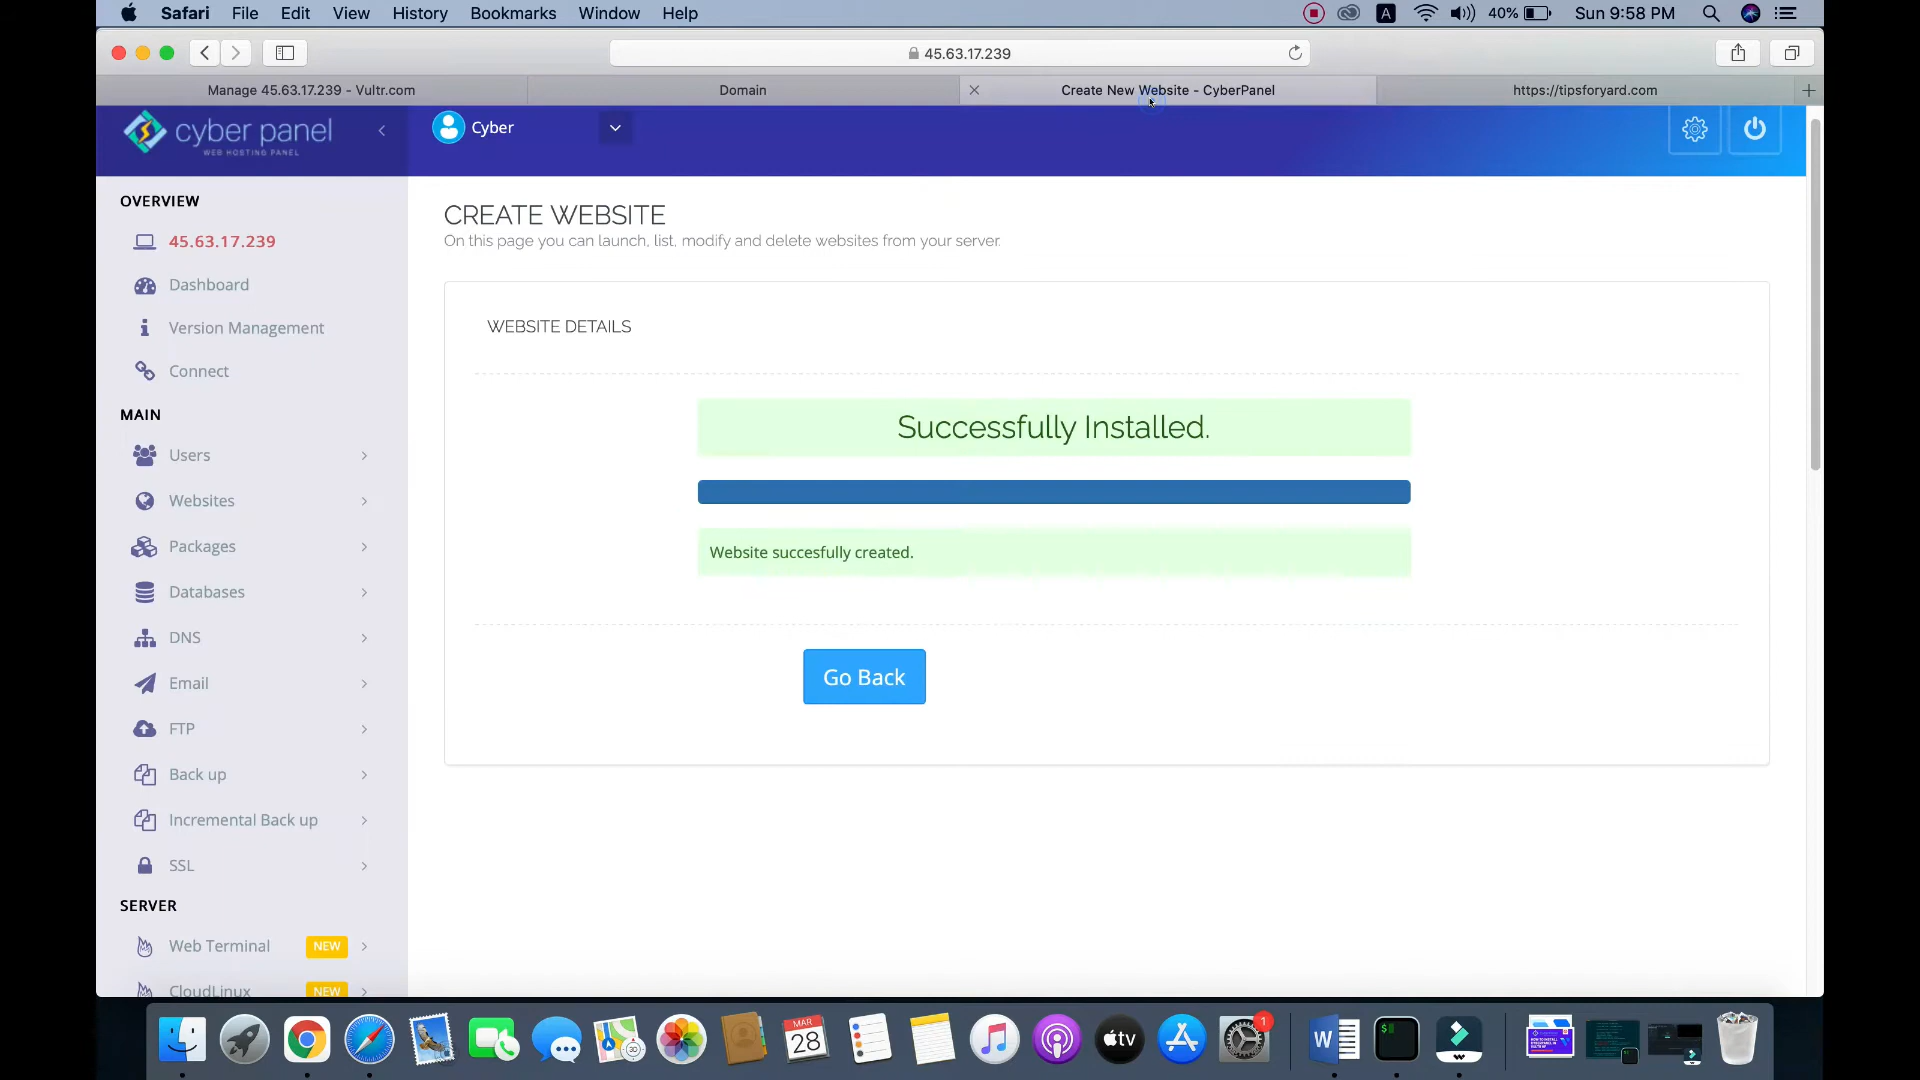 Safari File Edit View History Bookmarks Window Help A 40% Sun 9:58 PM
45.63.17.239
Manage 45.63.17.239 - Vultr.com
Domain
Create New Website - CyberPanel
https://tipsforyard.com
cyber panel
WEB HOSTING PANEL
Cyber
OVERVIEW
45.63.17.239
Dashboard
Version Management
Connect
MAIN
Users
Websites
Packages
Databases
DNS
Email
FTP
Back up
Incremental Back up
SSL
SERVER
Web Terminal NEW
CloudLinux NEW
CREATE WEBSITE
On this page you can launch, list, modify and delete websites from your server.
WEBSITE DETAILS
Successfully Installed.
Website succesfully created.
Go Back
MAR
28
tv
1
W
$